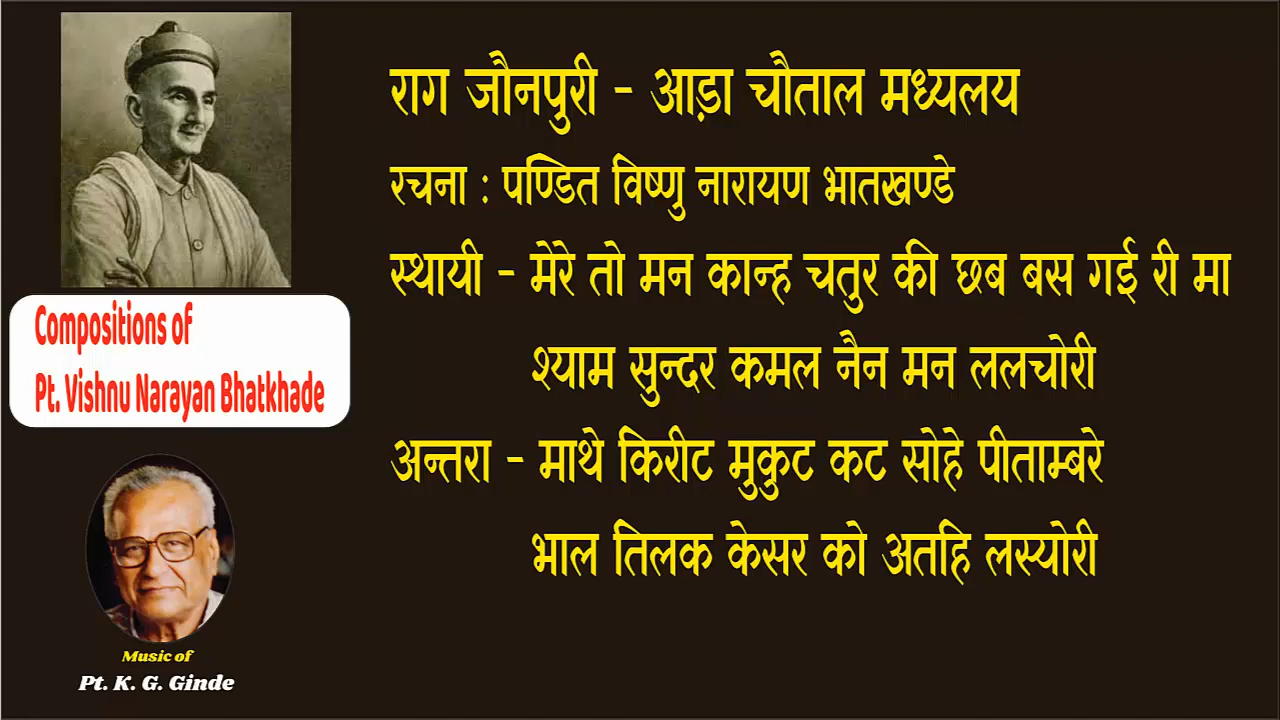 राग जौनपुरी - आड़ा चौताल मध्यलय
रचना : पण्डित विष्णु नारायण भातखण्डे
स्थायी - मेरे तो मन कान्ह चतुर की छब बस गई री मा
श्याम सुन्दर कमल नैन मन ललचोरी
अन्तरा - माथे किरीट मुकुट कट सोहे पीताम्बरे
भाल तिलक केसर को अतहि लस्योरी
Compositions of
Pt. Vishnu Narayan Bhatkhade
Music of
Pt. K. G. Ginde